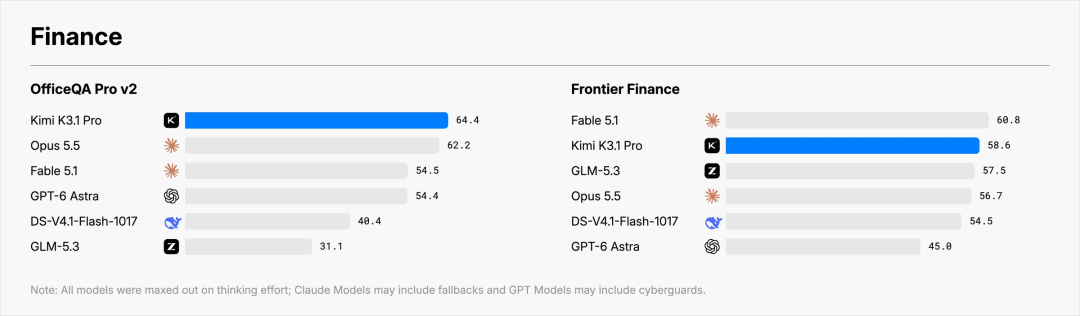 Finance
OfficeQA Pro v2
Kimi K3.1 Pro 64.4
Opus 5.5 62.2
Fable 5.1 54.5
GPT-6 Astra 54.4
DS-V4.1-Flash-1017 40.4
GLM-5.3 31.1
Frontier Finance
Fable 5.1 60.8
Kimi K3.1 Pro 58.6
GLM-5.3 57.5
Opus 5.5 56.7
DS-V4.1-Flash-1017 54.5
GPT-6 Astra 45.0
Note: All models were maxed out on thinking effort; Claude Models may include fallbacks and GPT Models may include cyberguards.